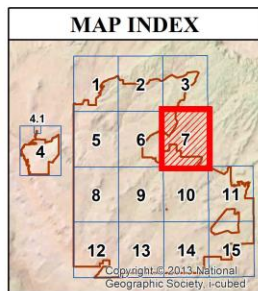 MAP INDEX
1 2 3
4.1
4 5 6 7
8 9 10 11
12 13 14 15
Copyright © 2013 National
Geographic Society, i-cubed